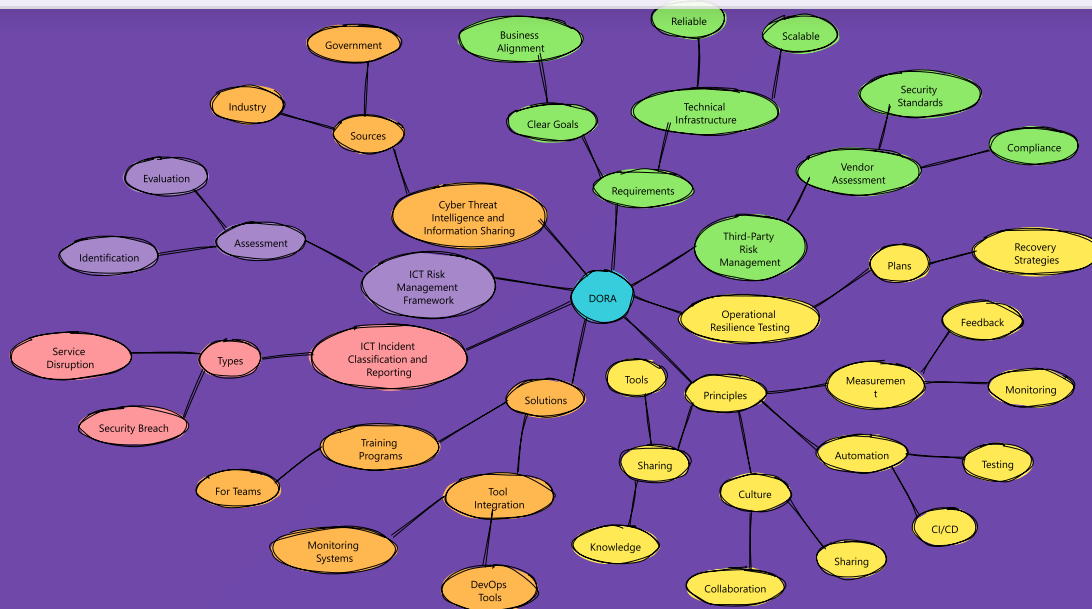 Reliable
Business
Alignment
Scalable
Government
Security
Standards
Industry
Technical
Infrastructure
Clear Goals
Sources
Compliance
Vendor
Assessment
Evaluation
Requirements
Cyber Threat
Intelligence and
Information Sharing
Assessment
Identification
Third-Party
Risk
Management
Recovery
Strategies
Plans
ICT Risk
Management
Framework
DORA
Operational
Resilience Testing
Feedback
Service
Disruption
Types
ICT Incident
Classification and
Reporting
Tools
Principles
Measuremen
t
Monitoring
Solutions
Security Breach
Training
Programs
Automation
Testing
Sharing
For Teams
Tool
Integration
Culture
CI/CD
Monitoring
Systems
Knowledge
Sharing
DevOps
Tools
Collaboration